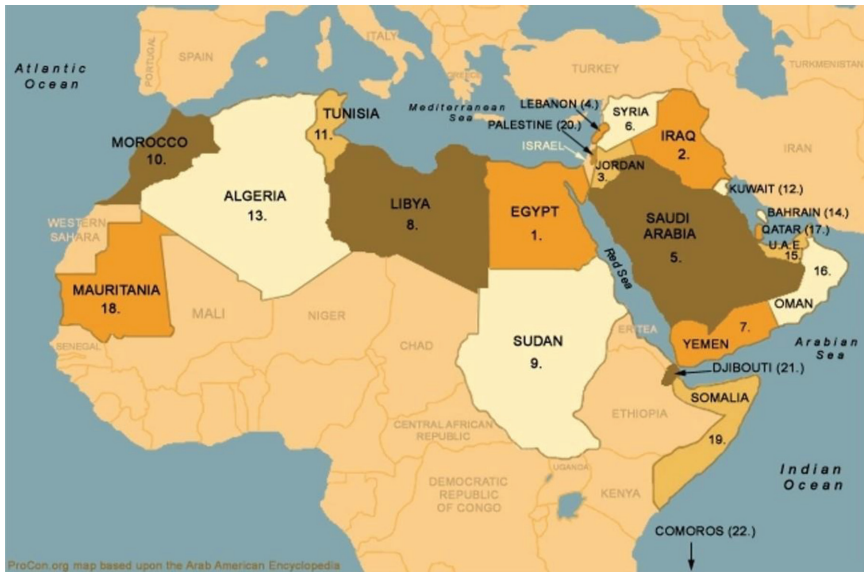 ITALY
SPAIN
PORTUGAL
Atlantic
Ocean
GREECE
TURKEY
TURKMENISTAN
Mediterranean
Sea
LEBANON (4.)
SYRIA
6.
PALESTINE (20.)
ISRAEL
TUNISIA
11.
MOROCCO
10.
IRAQ
2.
IRAN
JORDAN
3.
ALGERIA
13.
LIBYA
8.
EGYPT
1.
KUWAIT (12.)
BAHRAIN (14.)
QATAR (17.)
U.A.E.
15.
SAUDI
ARABIA
5.
WESTERN
SAHARA
Red Sea
16.
OMAN
MAURITANIA
18.
MALI
NIGER
CHAD
SUDAN
9.
ERITEA
7.
YEMEN
Arabian
Sea
SENEGAL
DJIBOUTI (21.)
SOMALIA
19.
ETHIOPIA
CENTRAL AFRICAN
REPUBLIC
UGANDA
KENYA
DEMOCRATIC
REPUBLIC
OF CONGO
Indian
Ocean
COMOROS (22.)
ProCon.org map based upon the Arab American Encyclopedia